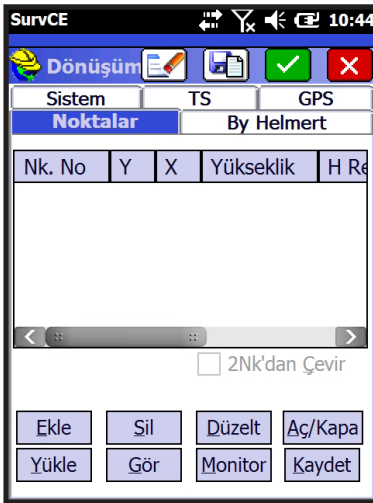 SurvCE 10:44
Dönüşüm
Sistem TS GPS
Noktalar By Helmert
Nk. No Y X Yükseklik H Re
2Nk'dan Çevir
Ekle Sil Düzelt Aç/Kapa
Yükle Gör Monitor Kaydet